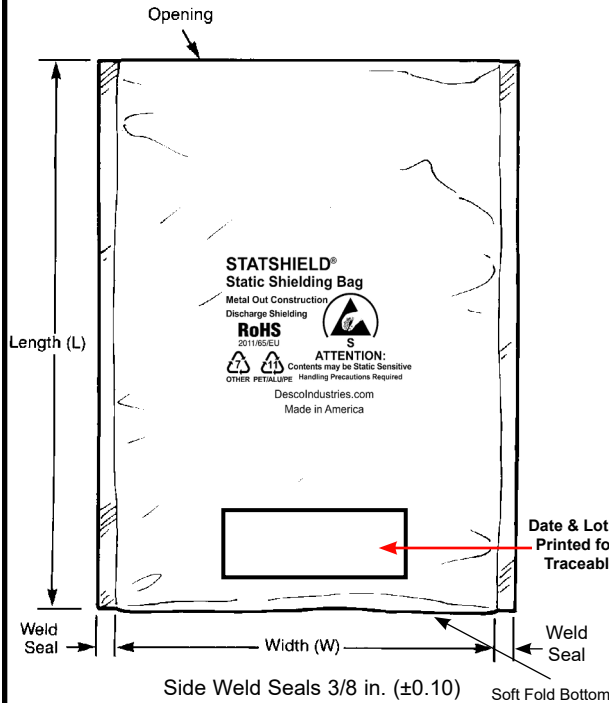 Opening
STATSHIELD®
Static Shielding Bag
Metal Out Construction
Discharge Shielding
RoHS
2011/65/EU
S
ATTENTION:
Contents may be Static Sensitive
Handling Precautions Required
7
11
OTHER PET/ALU/PE
DescoIndustries.com
Made in America
Length (L)
Date & Lot
Printed fo
Traceabl
Weld
Seal
Width (W)
Weld
Seal
Side Weld Seals 3/8 in. (±0.10)
Soft Fold Bottom